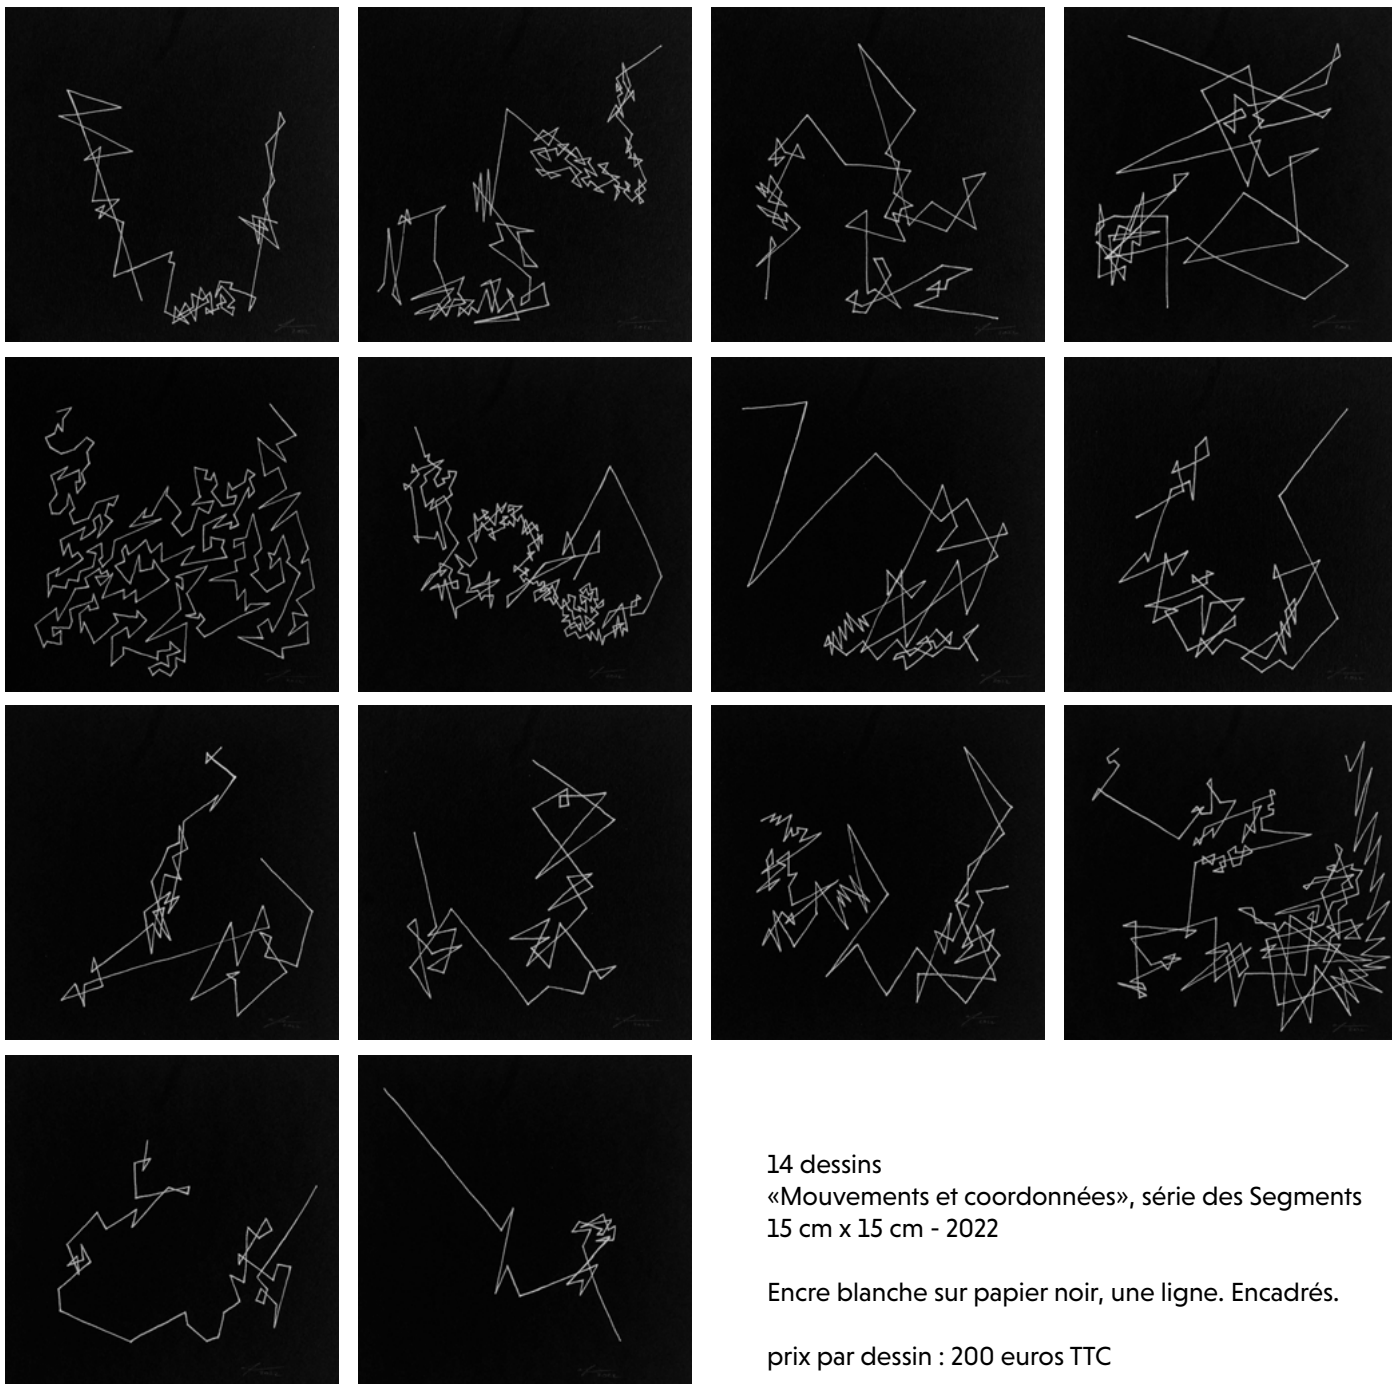 14 dessins
«Mouvements et coordonnées», série des Segments
15 cm x 15 cm - 2022
Encre blanche sur papier noir, une ligne. Encadrés.
prix par dessin : 200 euros TTC